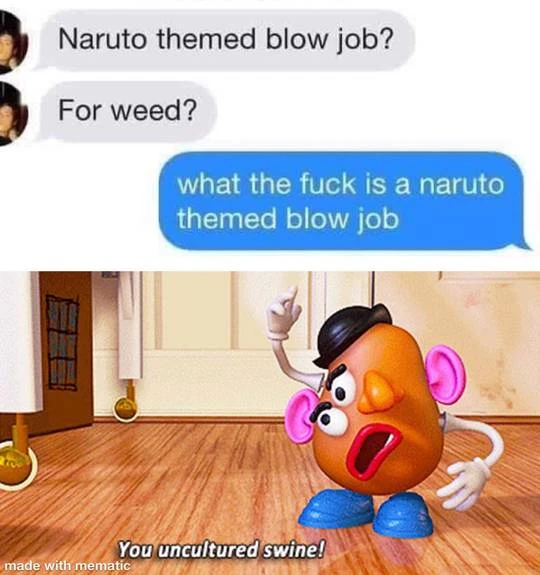 Naruto themed blow job?
For weed?
what the fuck is a naruto
themed blow job
You uncultured swine!
made with mematic